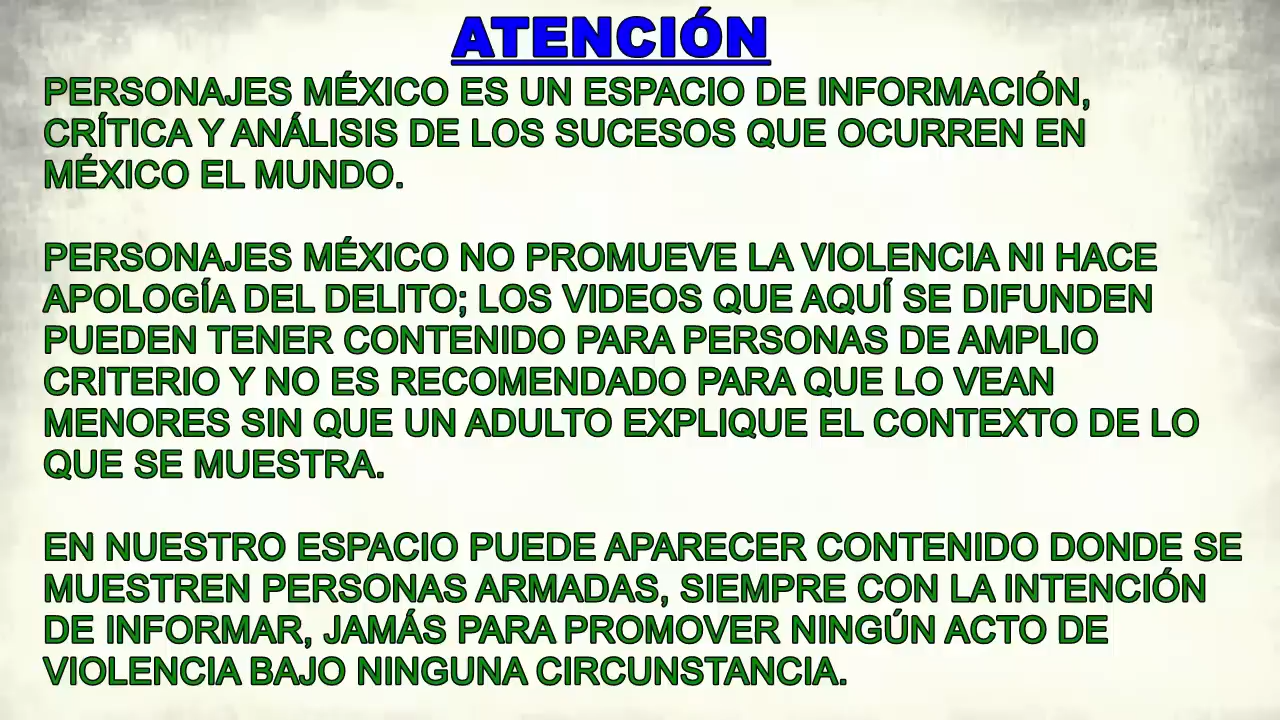 ATENCIÓN
PERSONAJES MÉXICO ES UN ESPACIO DE INFORMACIÓN,
CRÍTICA Y ANÁLISIS DE LOS SUCESOS QUE OCURREN EN
MÉXICO EL MUNDO.
PERSONAJES MÉXICO NO PROMUEVE LA VIOLENCIA NI HACE
APOLOGÍA DEL DELITO; LOS VIDEOS QUE AQUÍ SE DIFUNDEN
PUEDEN TENER CONTENIDO PARA PERSONAS DE AMPLIO
CRITERIO Y NO ES RECOMENDADO PARA QUE LO VEAN
MENORES SIN QUE UN ADULTO EXPLIQUE EL CONTEXTO DE LO
QUE SE MUESTRA.
EN NUESTRO ESPACIO PUEDE APARECER CONTENIDO DONDE SE
MUESTREN PERSONAS ARMADAS, SIEMPRE CON LA INTENCIÓN
DE INFORMAR, JAMÁS PARA PROMOVER NINGÚN ACTO DE
VIOLENCIA BAJO NINGUNA CIRCUNSTANCIA.